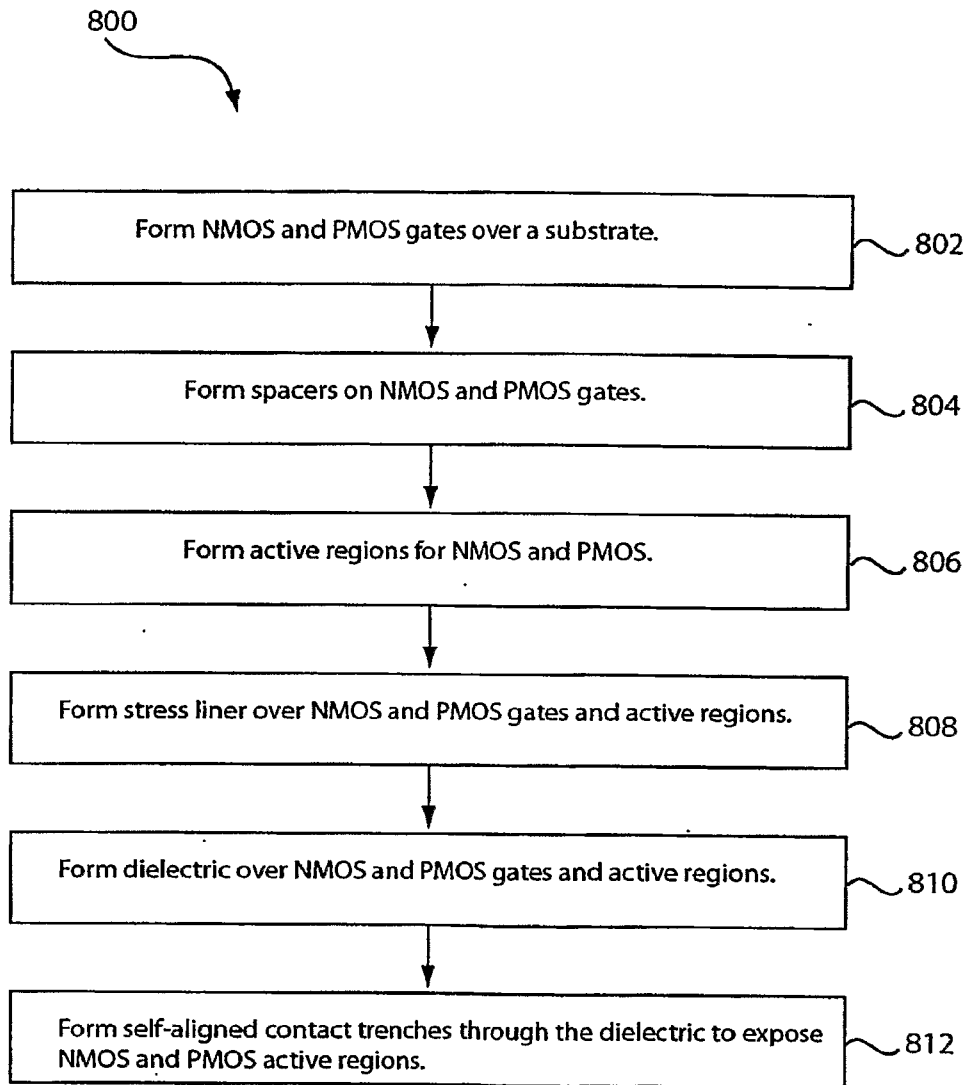 800
Form NMOS and PMOS gates over a substrate.
802
Form spacers on NMOS and PMOS gates.
804
Form active regions for NMOS and PMOS.
806
Form stress liner over NMOS and PMOS gates and active regions.
808
Form dielectric over NMOS and PMOS gates and active regions.
810
Form self-aligned contact trenches through the dielectric to expose
NMOS and PMOS active regions.
812